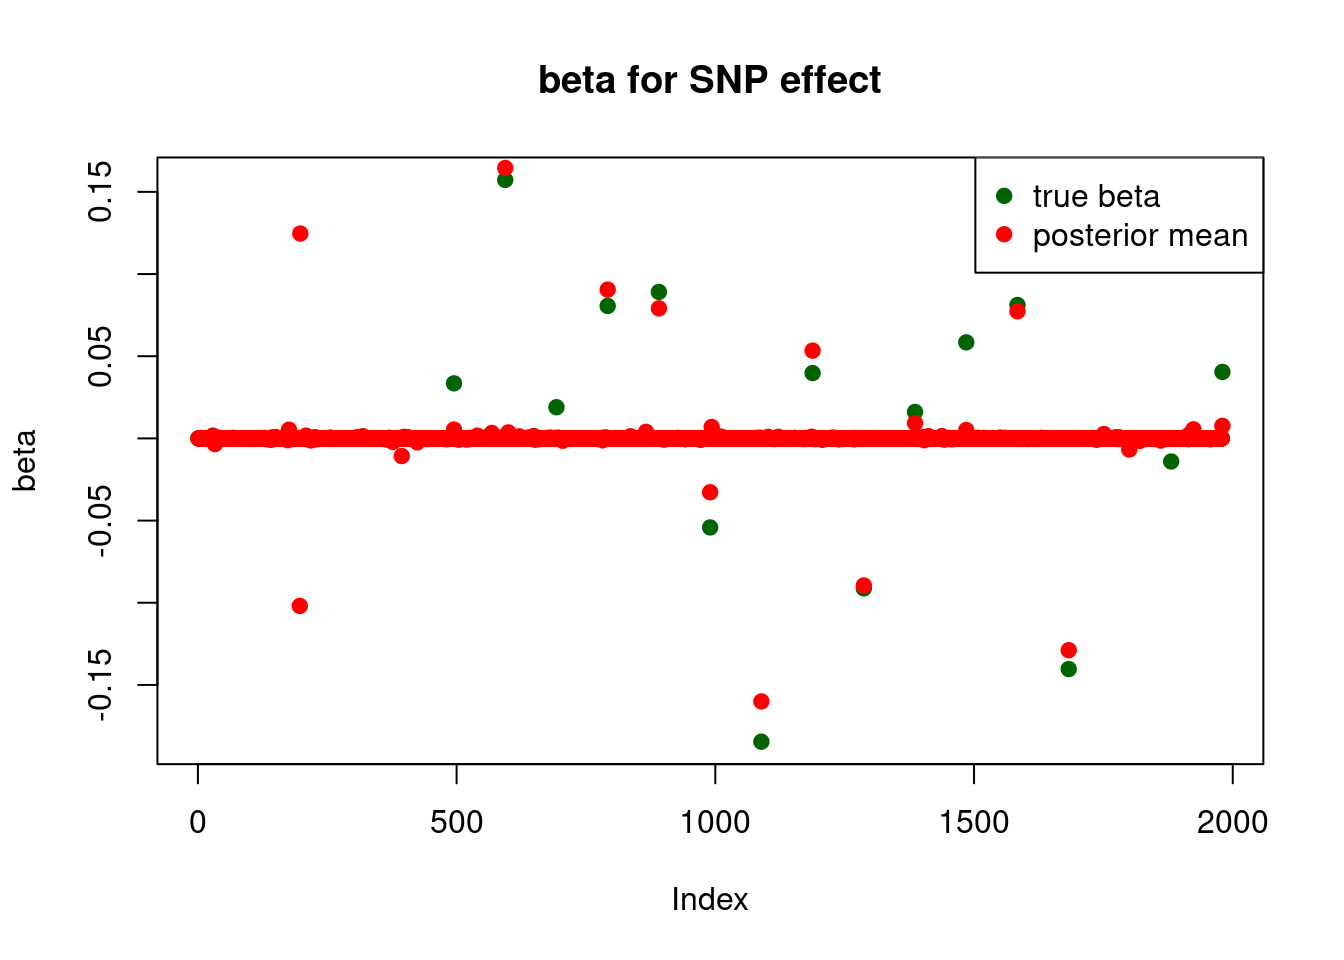 beta for SNP effect
true beta
posterior mean
0.15
0.05
-0.05
-0.15
beta
0 500 1000 1500 2000
Index